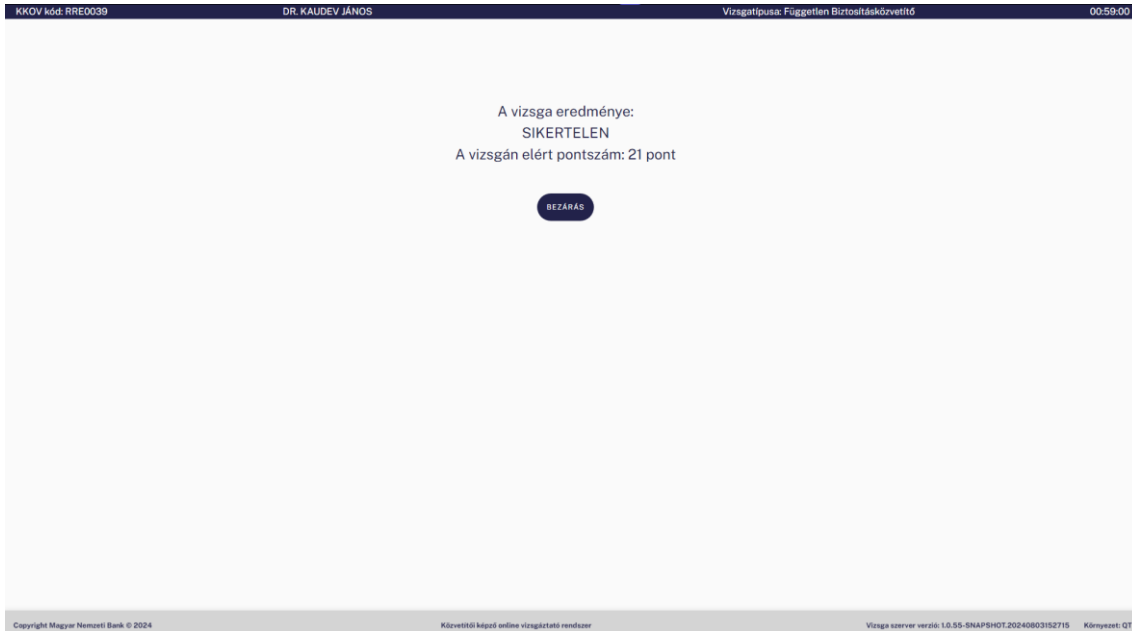 KKOV kód: RRE0039 DR. KAUDEV JÁNOS Vizsgatípusa: Független Biztosításközvetítő 00:59:00
A vizsga eredménye:
SIKERTELEN
A vizsgán elért pontszám: 21 pont
BEZÁRÁS
Copyright Magyar Nemzeti Bank © 2024 Közvetítői képző online vizsgáztató rendszer Vizsga szerver verzió: 1.0.55-SNAPSHOT.20240803152715 Környezet: QT